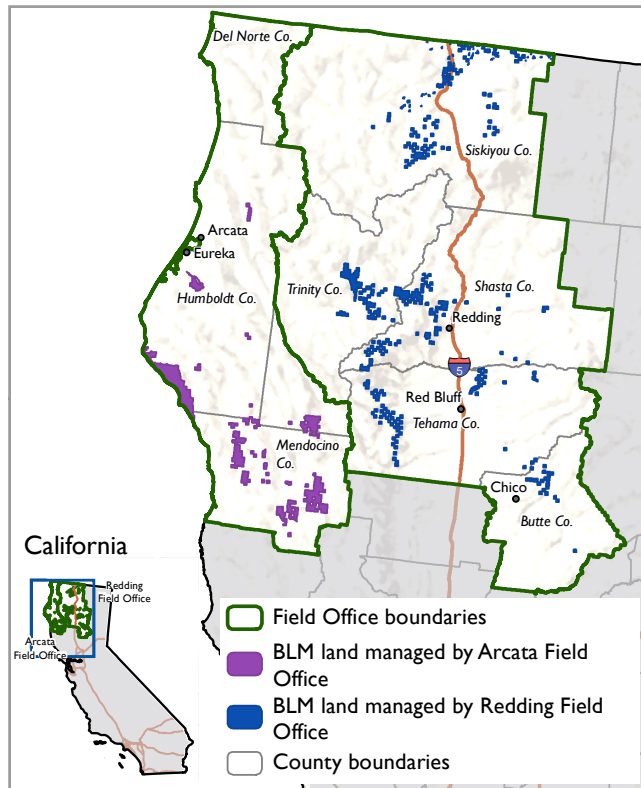 Del Norte Co.
Siskiyou Co.
Arcata
Eureka
Humboldt Co.
Trinity Co.
Shasta Co.
Redding
5
Red Bluff
Tehama Co.
Mendocino
Co.
Chico
Butte Co.
California
Redding
Field Office
Arcata
Field Office
Field Office boundaries
BLM land managed by Arcata Field
Office
BLM land managed by Redding Field
Office
County boundaries